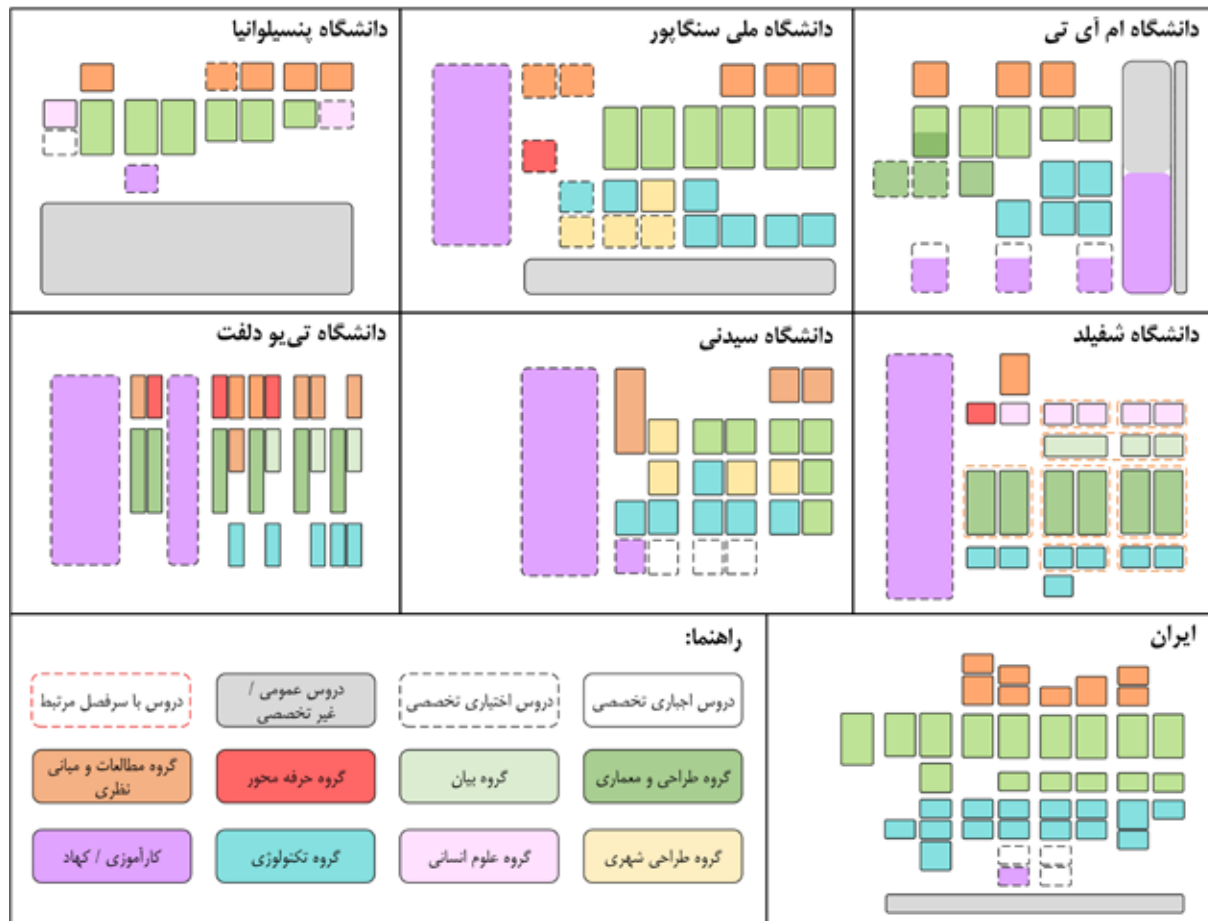 دانشگاه ام آی تی
دانشگاه ملی سنگاپور
دانشگاه پنسیلوانیا
دانشگاه شفیلد
دانشگاه سیدنی
دانشگاه تی‌یو دلفت
ایران
راهنما:
دروس اجباری تخصصی
دروس اختیاری تخصصی
دروس عمومی /
غیر تخصصی
دروس با سرفصل مرتبط
گروه طراحی و معماری
گروه بیان
گروه حرفه محور
گروه مطالعات و مبانی
نظری
گروه طراحی شهری
گروه علوم انسانی
گروه تکنولوژی
کارآموزی / کهاد